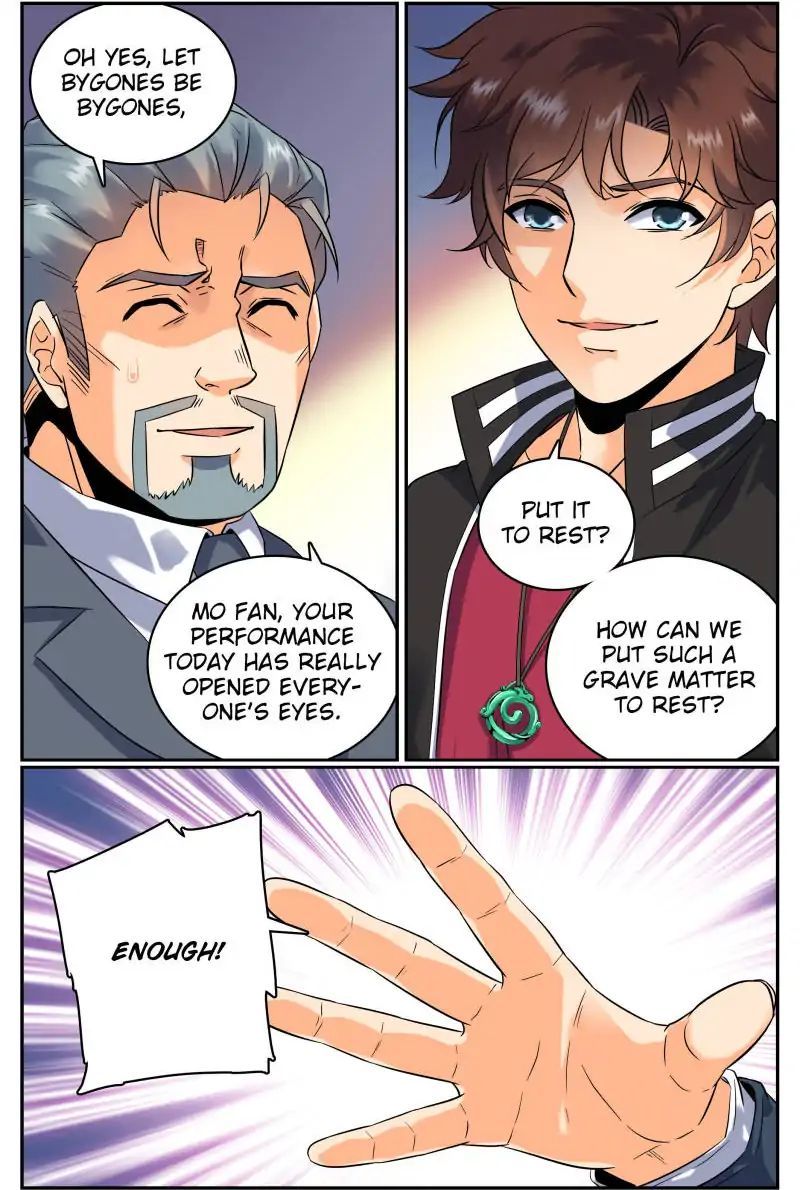 OH YES, LET
BYGONES BE
BYGONES,
MO FAN, YOUR
PERFORMANCE
TODAY HAS REALLY
OPENED EVERY-
ONE'S EYES.
PUT IT
TO REST?
HOW CAN WE
PUT SUCH A
GRAVE MATTER
TO REST?
ENOUGH!